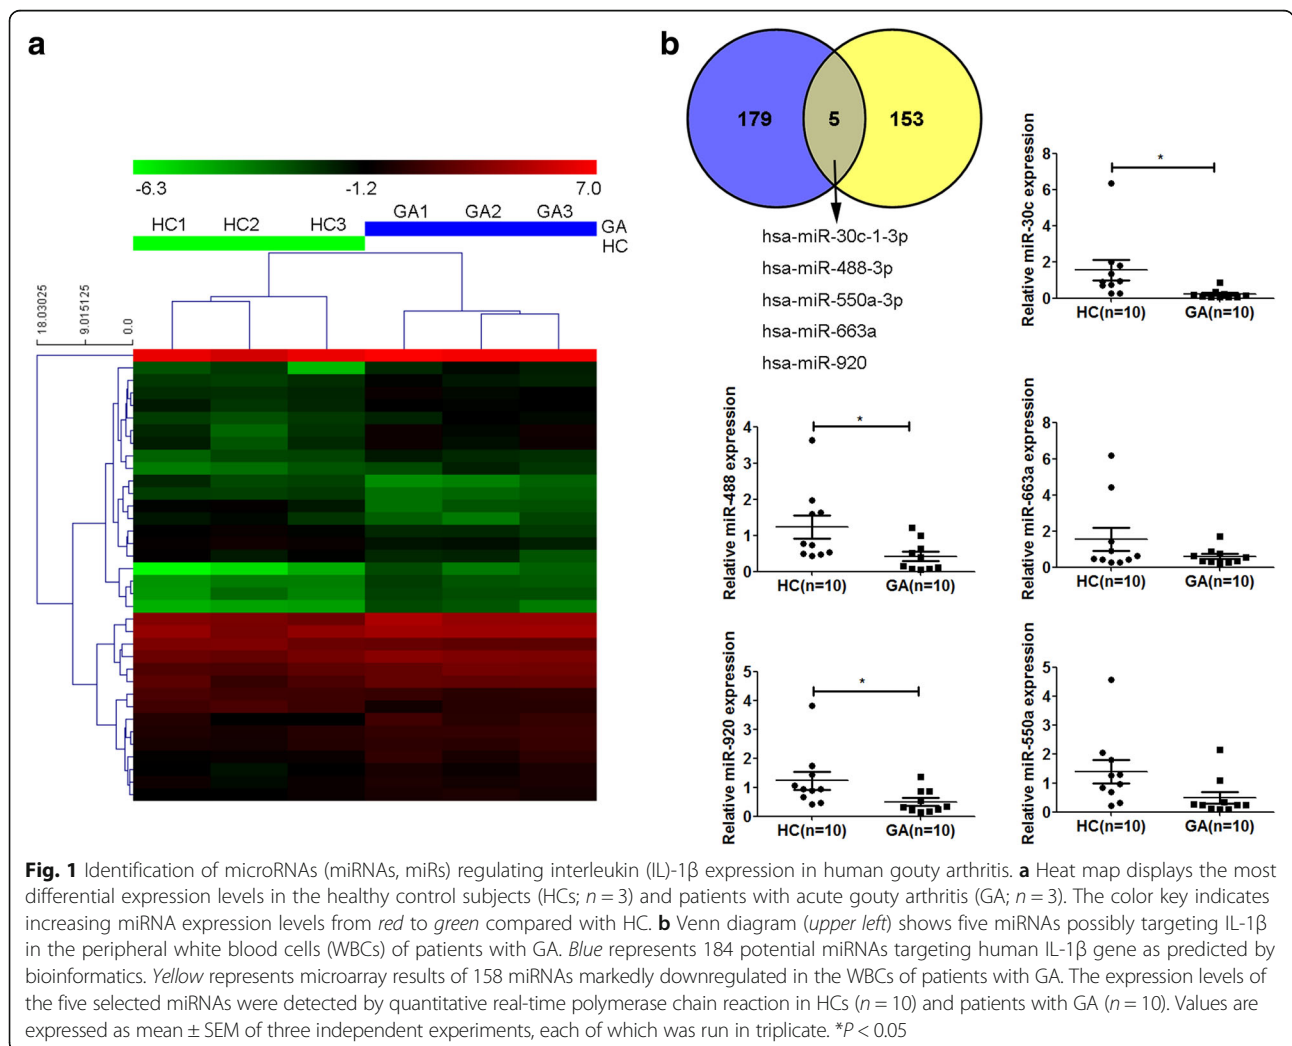 a
-6.3 -1.2 7.0
HC1 HC2 HC3 GA1 GA2 GA3 GA
HC
18.03025
9.015125
0.0
b
179 5 153
hsa-miR-30c-1-3p
hsa-miR-488-3p
hsa-miR-550a-3p
hsa-miR-663a
hsa-miR-920
Relative miR-30c expression
8
6
4
2
0
*
HC(n=10) GA(n=10)
Relative miR-488 expression
4
3
2
1
0
*
HC(n=10) GA(n=10)
Relative miR-663a expression
8
6
4
2
0
HC(n=10) GA(n=10)
Relative miR-920 expression
5
4
3
2
1
0
*
HC(n=10) GA(n=10)
Relative miR-550a expression
5
4
3
2
1
0
HC(n=10) GA(n=10)
Fig. 1 Identification of microRNAs (miRNAs, miRs) regulating interleukin (IL)-1β expression in human gouty arthritis. a Heat map displays the most
differential expression levels in the healthy control subjects (HCs; n = 3) and patients with acute gouty arthritis (GA; n = 3). The color key indicates
increasing miRNA expression levels from red to green compared with HC. b Venn diagram (upper left) shows five miRNAs possibly targeting IL-1β
in the peripheral white blood cells (WBCs) of patients with GA. Blue represents 184 potential miRNAs targeting human IL-1β gene as predicted by
bioinformatics. Yellow represents microarray results of 158 miRNAs markedly downregulated in the WBCs of patients with GA. The expression levels of
the five selected miRNAs were detected by quantitative real-time polymerase chain reaction in HCs (n = 10) and patients with GA (n = 10). Values are
expressed as mean ± SEM of three independent experiments, each of which was run in triplicate. *P < 0.05